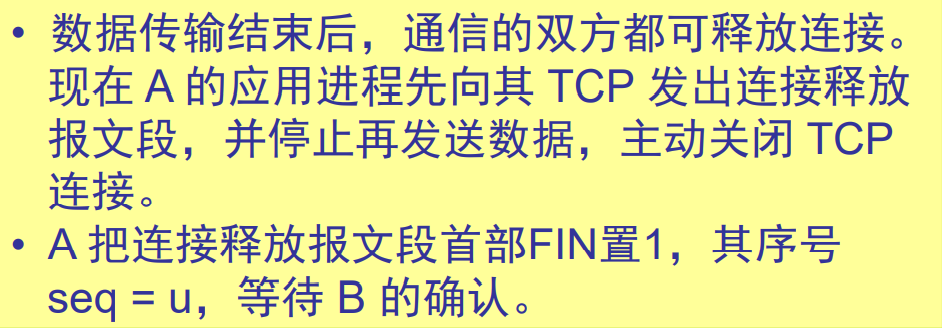 • 数据传输结束后，通信的双方都可释放连接。
现在 A 的应用进程先向其 TCP 发出连接释放
报文段，并停止再发送数据，主动关闭 TCP
连接。
• A 把连接释放报文段首部FIN置1，其序号
seq = u，等待 B 的确认。